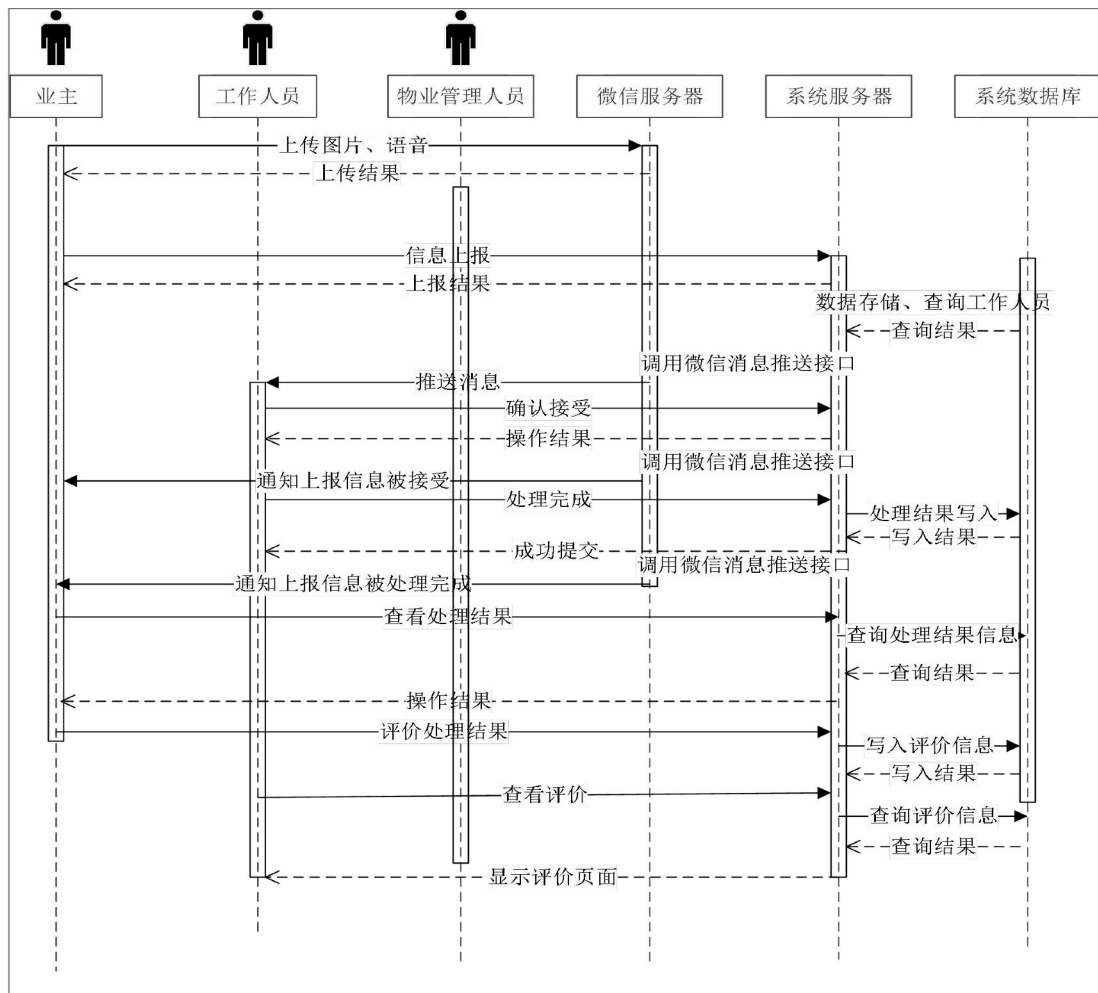 业主
工作人员
物业管理人员
微信服务器
系统服务器
系统数据库
上传图片、语音
上传结果
信息上报
上报结果
数据存储、查询工作人员
查询结果
调用微信消息推送接口
推送消息
确认接受
操作结果
调用微信消息推送接口
通知上报信息被接受
处理完成
处理结果写入
写入结果
成功提交
调用微信消息推送接口
通知上报信息被处理完成
查看处理结果
查询处理结果信息
查询结果
操作结果
评价处理结果
写入评价信息
写入结果
查看评价
查询评价信息
查询结果
显示评价页面